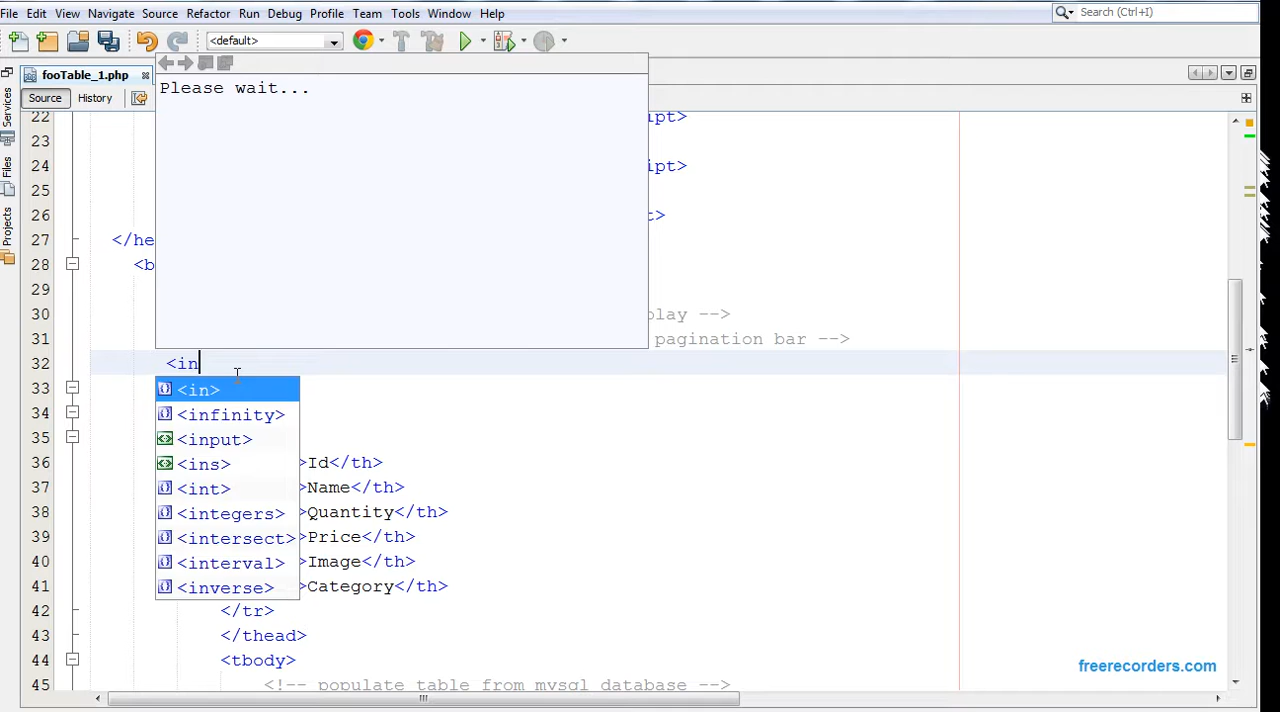 File Edit View Navigate Source Refactor Run Debug Profile Team Tools Window Help
Search (Ctrl+I)
<default>
fooTable_1.php
Source History
Please wait...
Services
Files
Projects
22 ipt>
23
24 ipt>
25
26 t>
27 </he
28 <b
29
30 play -->
31 pagination bar -->
32 <in
33
34
35
36 >Id</th>
37 >Name</th>
38 >Quantity</th>
39 >Price</th>
40 >Image</th>
41 >Category</th>
42 </tr>
43 </thead>
44 <tbody>
45 <!-- populate table from mysql database -->
<in>
<infinity>
<input>
<ins>
<int>
<integers>
<intersect>
<interval>
<inverse>
freerecorders.com